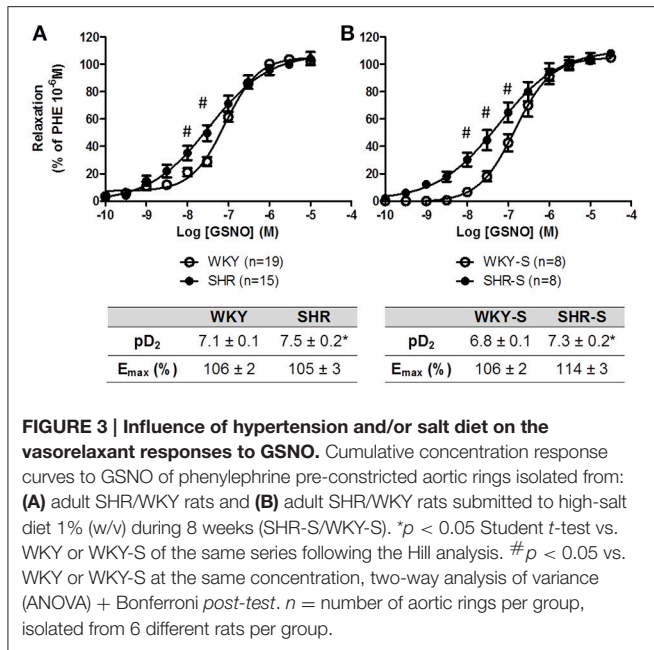 A
B
120
100
80
60
40
20
0
Relaxation
(% of PHE 10⁻⁶M)
#
#
-10 -9 -8 -7 -6 -5 -4
Log [GSNO] (M)
WKY (n=19)
SHR (n=15)
120
100
80
60
40
20
0
#
#
#
-10 -9 -8 -7 -6 -5 -4
Log [GSNO] (M)
WKY-S (n=8)
SHR-S (n=8)
WKY SHR
pD₂ 7.1 ± 0.1 7.5 ± 0.2*
Eₘₐₓ (%) 106 ± 2 105 ± 3
WKY-S SHR-S
pD₂ 6.8 ± 0.1 7.3 ± 0.2*
Eₘₐₓ (%) 106 ± 2 114 ± 3
FIGURE 3 | Influence of hypertension and/or salt diet on the
vasorelaxant responses to GSNO. Cumulative concentration response
curves to GSNO of phenylephrine pre-constricted aortic rings isolated from:
(A) adult SHR/WKY rats and (B) adult SHR/WKY rats submitted to high-salt
diet 1% (w/v) during 8 weeks (SHR-S/WKY-S). *p < 0.05 Student t-test vs.
WKY or WKY-S of the same series following the Hill analysis. #p < 0.05 vs.
WKY or WKY-S at the same concentration, two-way analysis of variance
(ANOVA) + Bonferroni post-test. n = number of aortic rings per group,
isolated from 6 different rats per group.